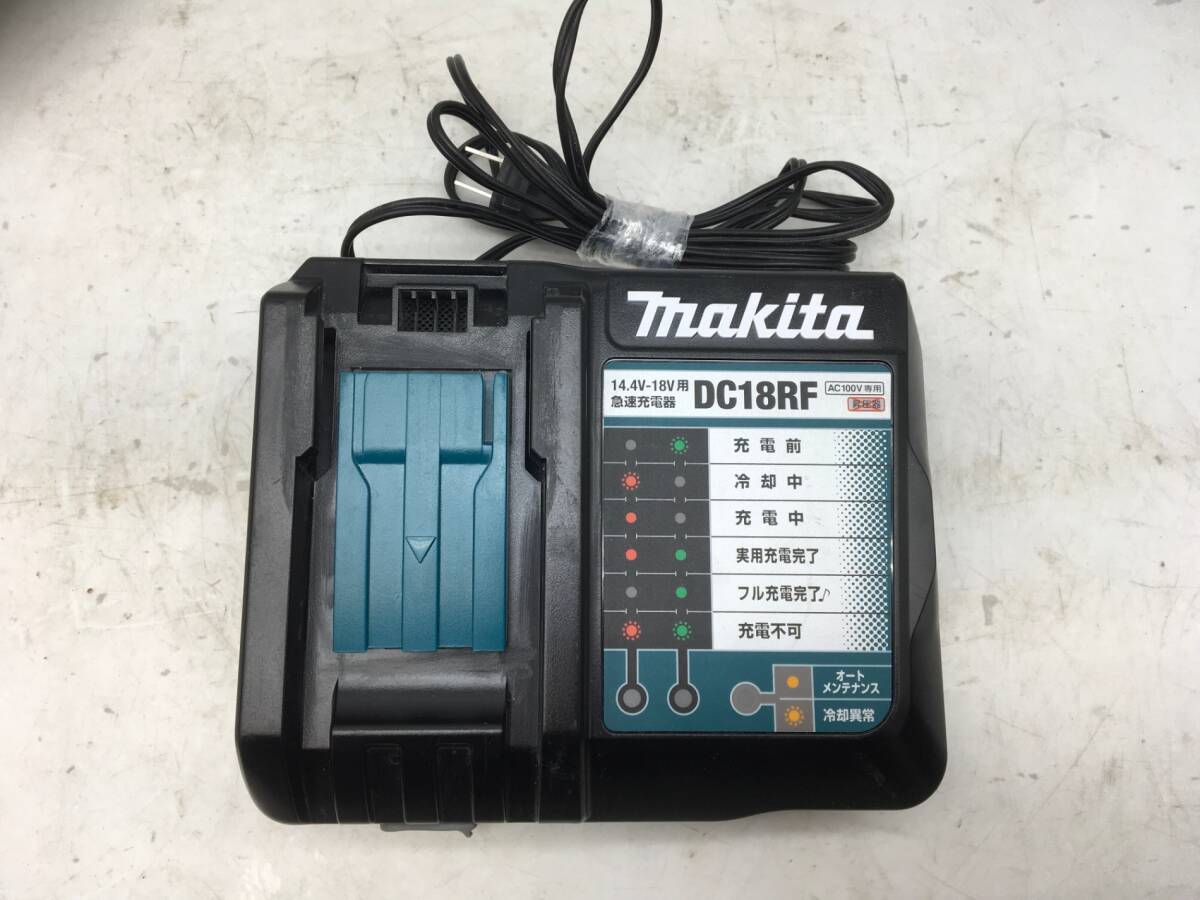 makita
14.4V-18V用
急速充電器
DC18RF
AC100V専用
昇圧器
充電前
冷却中
充電中
実用充電完了
フル充電完了♪
充電不可
オート
メンテナンス
冷却異常